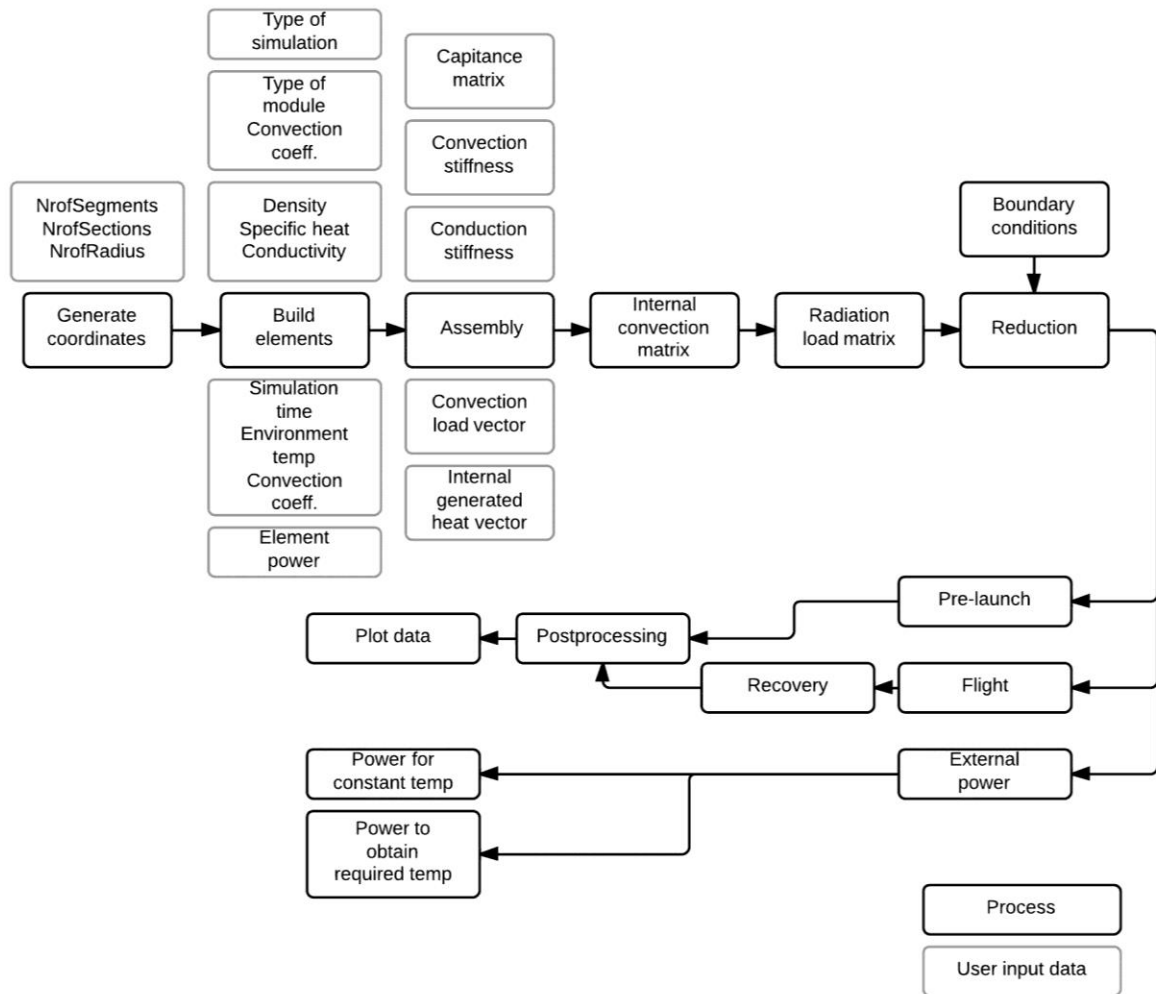 Type of
simulation
Type of
module
Convection
coeff.
Density
Specific heat
Conductivity
Capitance
matrix
Convection
stiffness
Conduction
stiffness
NrofSegments
NrofSections
NrofRadius
Boundary
conditions
Generate
coordinates
Build
elements
Assembly
Internal
convection
matrix
Radiation
load matrix
Reduction
Simulation
time
Environment
temp
Convection
coeff.
Element
power
Convection
load vector
Internal
generated
heat vector
Pre-launch
Plot data
Postprocessing
Recovery
Flight
Power for
constant temp
External
power
Power to
obtain
required temp
Process
User input data